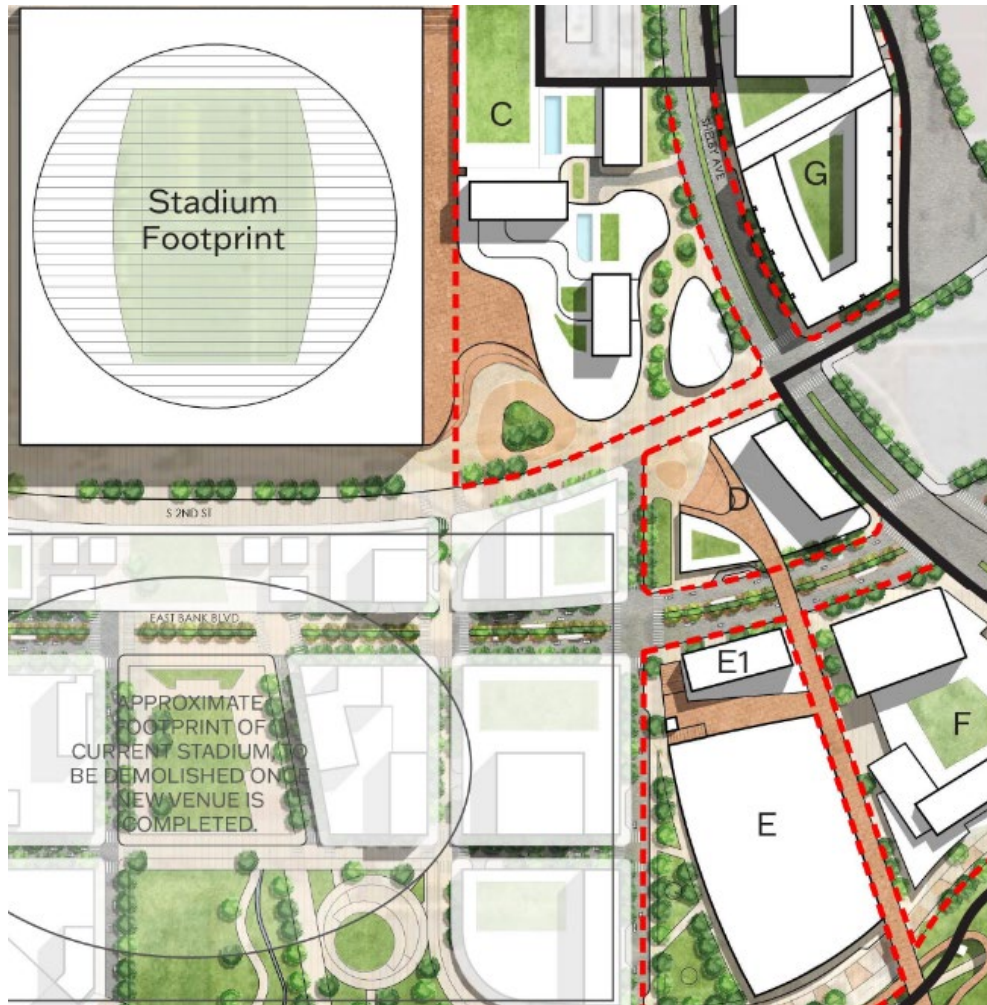 C
SHELBY AVE
G
Stadium
Footprint
D
S 2ND ST
EAST BANK BLVD
E1
APPROXIMATE
FOOTPRINT OF
CURRENT STADIUM, TO
BE DEMOLISHED ONCE
NEW VENUE IS
COMPLETED.
F
E